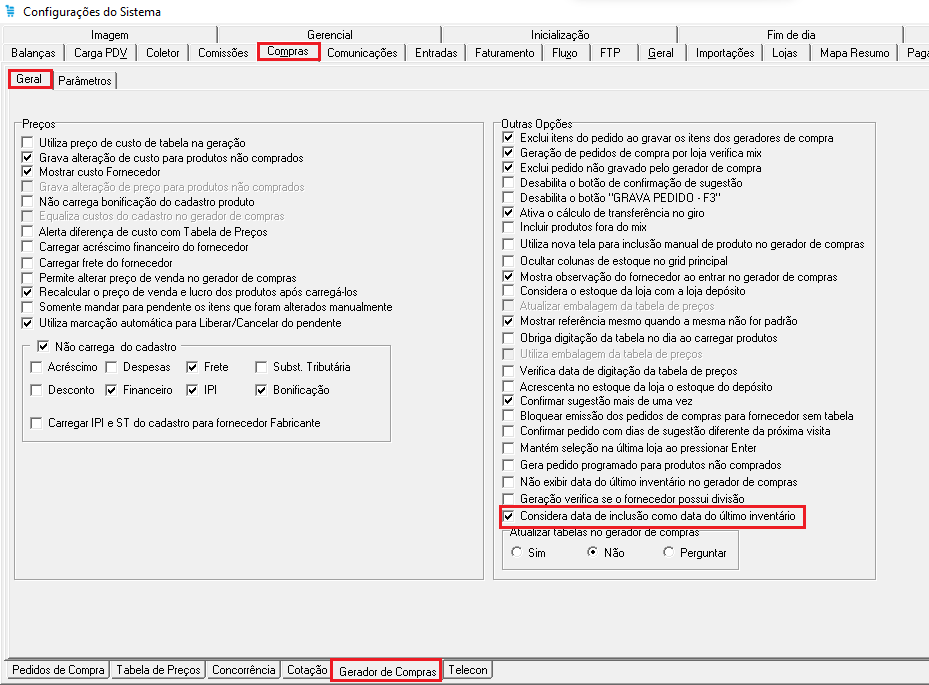 Configurações do Sistema
Imagem Gerencial Inicialização Fim de dia
Balanças Carga PDV Coletor Comissões Compras Comunicações Entradas Faturamento Fluxo FTP Geral Importações Lojas Mapa Resumo Paga
Geral Parâmetros
Preços
Utiliza preço de custo de tabela na geração
Grava alteração de custo para produtos não comprados
Mostrar custo Fornecedor
Grava alteração de preço para produtos não comprados
Não carrega bonificação do cadastro produto
Equaliza custos do cadastro no gerador de compras
Alerta diferença de custo com Tabela de Preços
Carregar acréscimo financeiro do fornecedor
Carregar frete do fornecedor
Permite alterar preço de venda no gerador de compras
Recalcular o preço de venda e lucro dos produtos após carregá-los
Somente mandar para pendente os itens que foram alterados manualmente
Utiliza marcação automática para Liberar/Cancelar do pendente
Não carrega do cadastro
Acréscimo Despesas Frete Subst. Tributária
Desconto Financeiro IPI Bonificação
Carregar IPI e ST do cadastro para fornecedor Fabricante
Outras Opções
Exclui itens do pedido ao gravar os itens dos geradores de compra
Geração de pedidos de compra por loja verifica mix
Exclui pedido não gravado pelo gerador de compra
Desabilita o botão de confirmação de sugestão
Desabilita o botão "GRAVA PEDIDO - F3"
Ativa o cálculo de transferência no giro
Incluir produtos fora do mix
Utiliza nova tela para inclusão manual de produto no gerador de compras
Ocultar colunas de estoque no grid principal
Mostra observação do fornecedor ao entrar no gerador de compras
Considera o estoque da loja com a loja depósito
Atualizar embalagem da tabela de preços
Mostrar referência mesmo quando a mesma não for padrão
Obriga digitação da tabela no dia ao carregar produtos
Utiliza embalagem da tabela de preços
Verifica data de digitação da tabela de preços
Acrescenta no estoque da loja o estoque do depósito
Confirmar sugestão mais de uma vez
Bloquear emissão dos pedidos de compras para fornecedor sem tabela
Confirmar pedido com dias de sugestão diferente da próxima visita
Mantém seleção na última loja ao pressionar Enter
Gera pedido programado para produtos não comprados
Não exibir data do último inventário no gerador de compras
Geração verifica se o fornecedor possui divisão
Considera data de inclusão como data do último inventário
Atualizar tabelas no gerador de compras
Sim Não Perguntar
Pedidos de Compra Tabela de Preços Concorrência Cotação Gerador de Compras Telecon